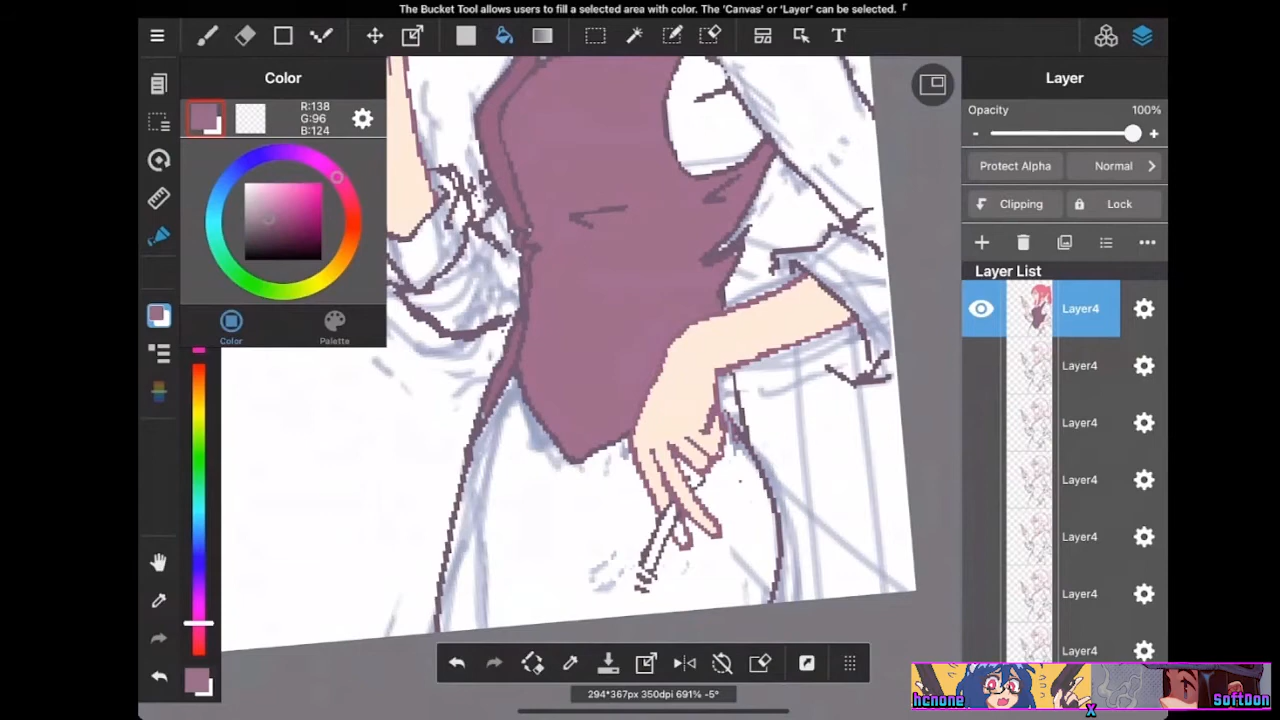 The Bucket Tool allows users to fill a selected area with color. The 'Canvas' or 'Layer' can be selected.
T
Color
R:138
G:96
B:124
Color
Palette
Layer
Opacity
100%
- +
Protect Alpha
Normal
Clipping
Lock
Layer List
Layer4
Layer4
Layer4
Layer4
Layer4
Layer4
Layer4
294*367px 350dpi 691% -5°
hcnone
X
SoftDon